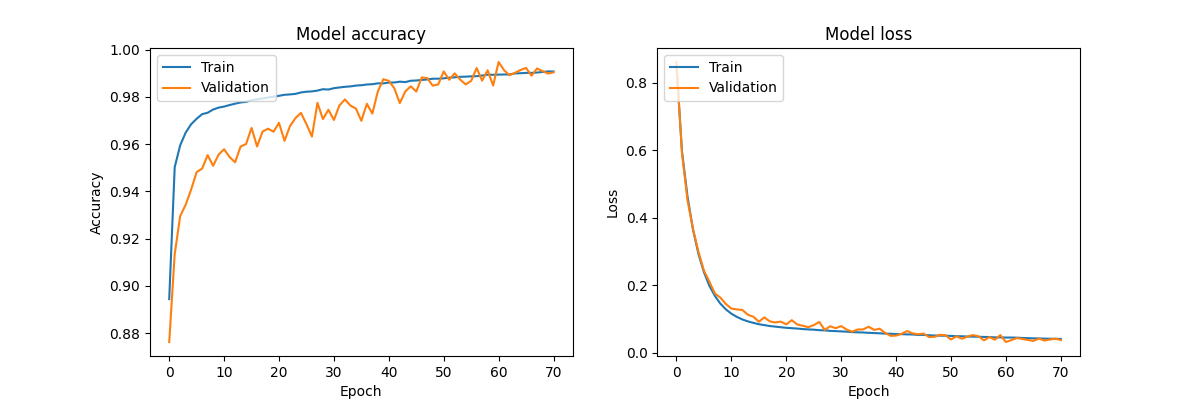 Model accuracy
Train
Validation
1.00
0.98
0.96
0.94
0.92
0.90
0.88
Accuracy
0 10 20 30 40 50 60 70
Epoch
Model loss
Train
Validation
0.8
0.6
0.4
0.2
0.0
Loss
0 10 20 30 40 50 60 70
Epoch